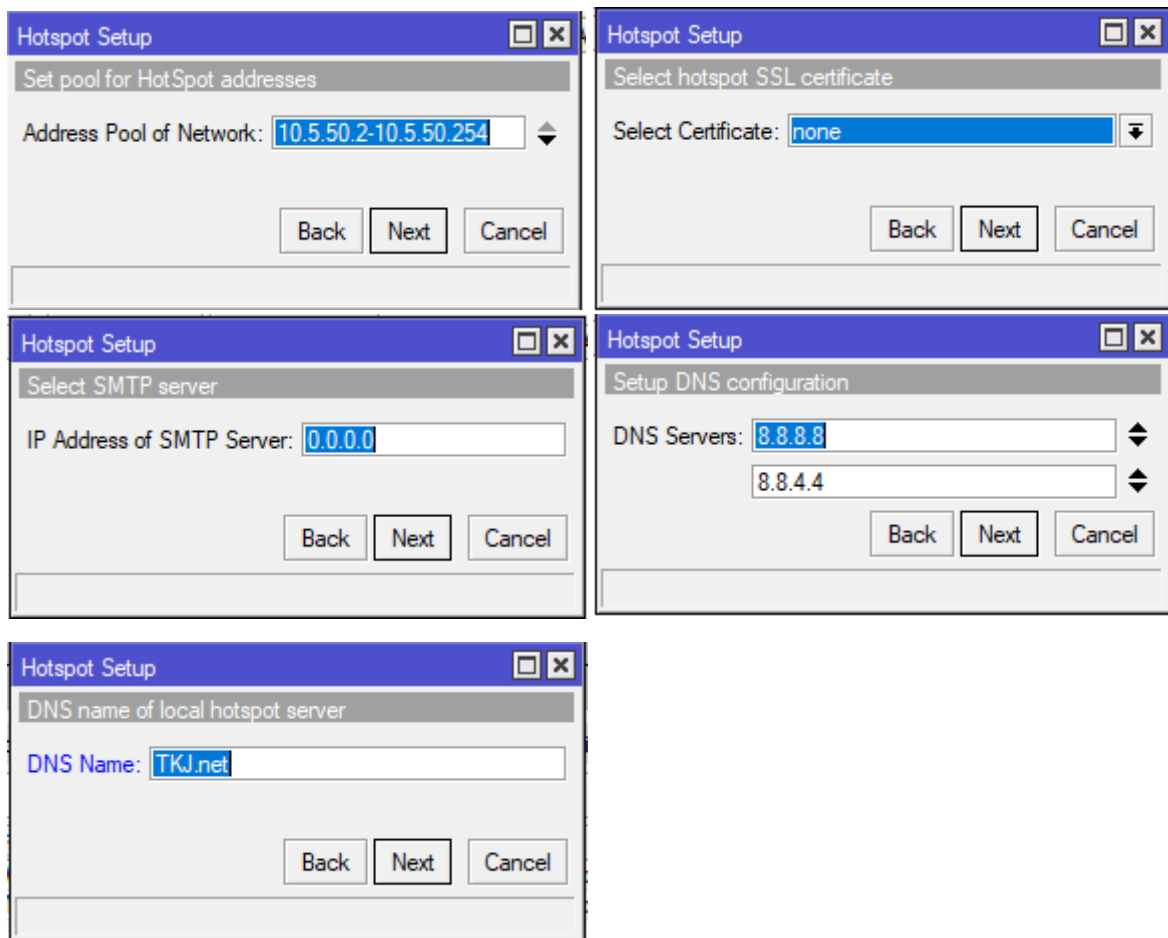 Hotspot Setup
Set pool for HotSpot addresses
Address Pool of Network: 10.5.50.2-10.5.50.254
Back Next Cancel
Hotspot Setup
Select hotspot SSL certificate
Select Certificate: none
Back Next Cancel
Hotspot Setup
Select SMTP server
IP Address of SMTP Server: 0.0.0.0
Back Next Cancel
Hotspot Setup
Setup DNS configuration
DNS Servers: 8.8.8.8
8.8.4.4
Back Next Cancel
Hotspot Setup
DNS name of local hotspot server
DNS Name: TKJ.net
Back Next Cancel